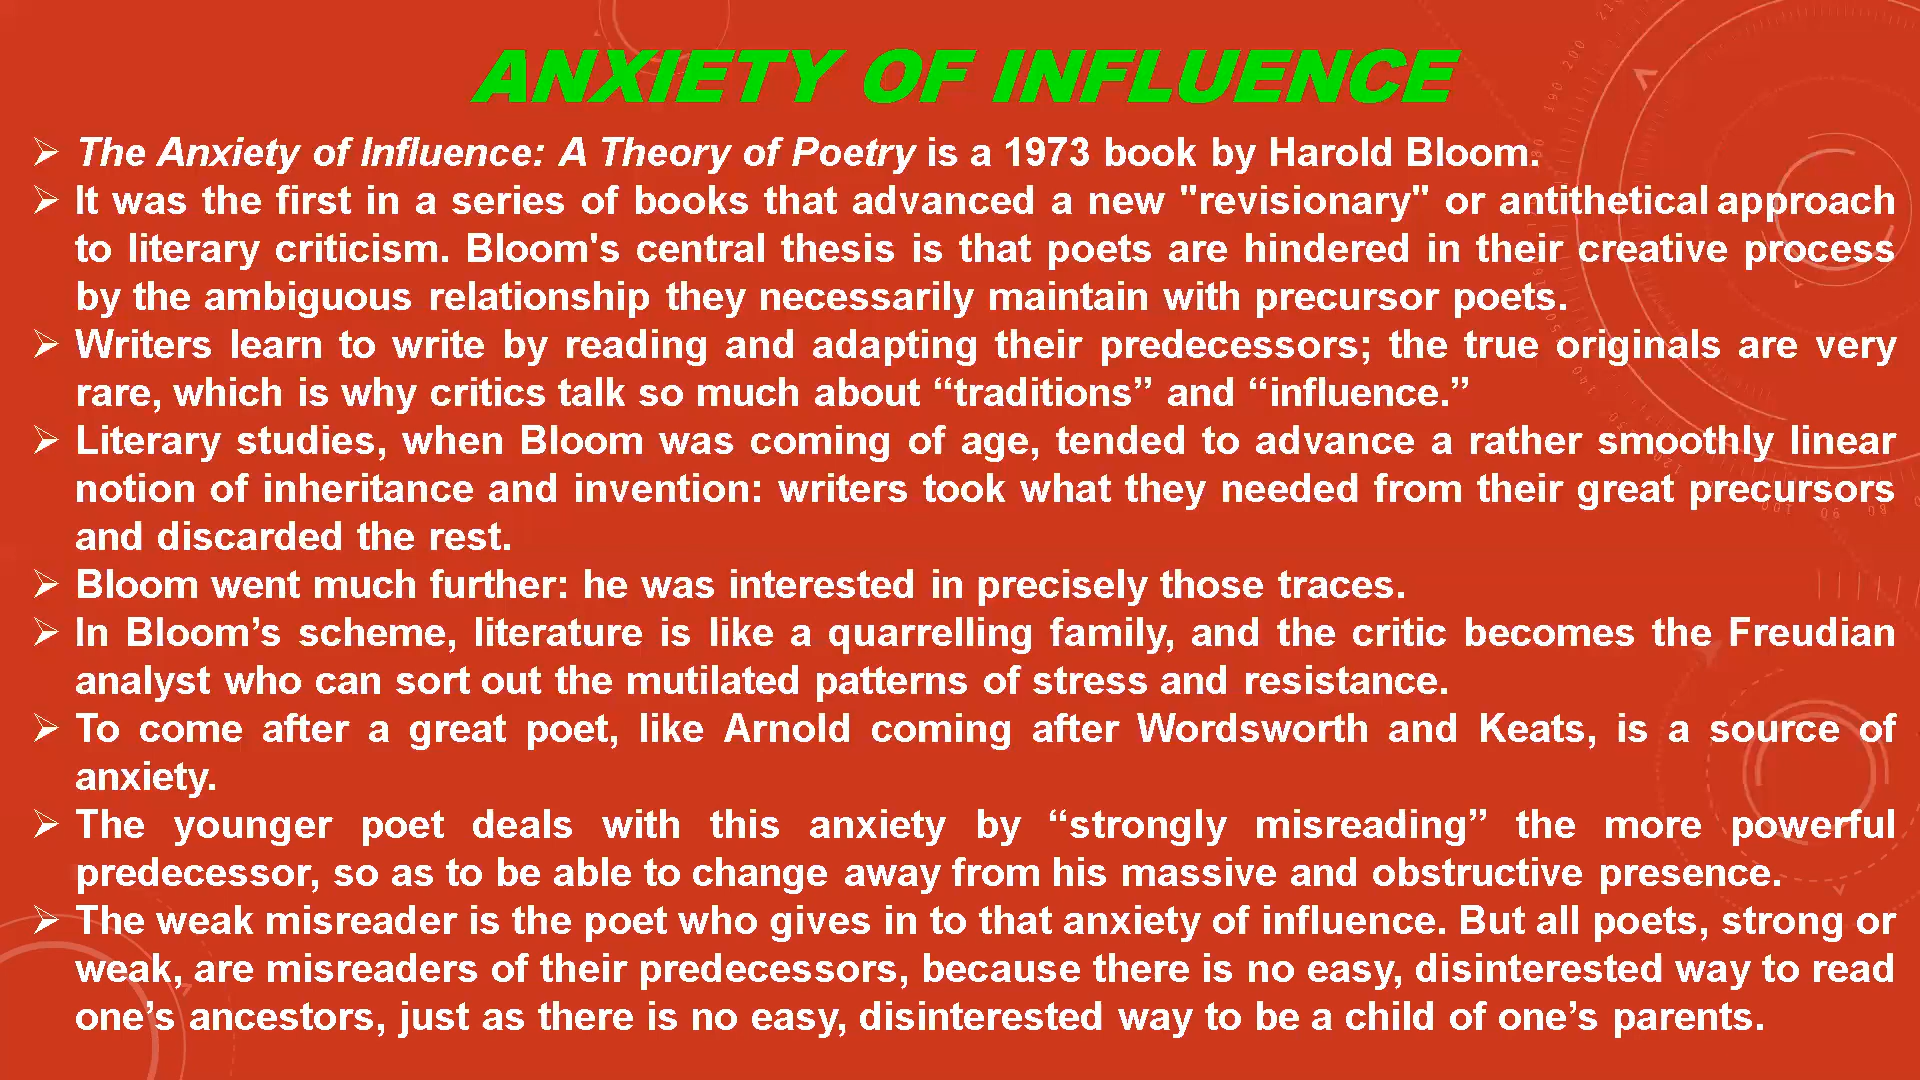 ANXIETY OF INFLUENCE
➢ The Anxiety of Influence: A Theory of Poetry is a 1973 book by Harold Bloom.
➢ It was the first in a series of books that advanced a new "revisionary" or antithetical approach
to literary criticism. Bloom's central thesis is that poets are hindered in their creative process
by the ambiguous relationship they necessarily maintain with precursor poets.
➢ Writers learn to write by reading and adapting their predecessors; the true originals are very
rare, which is why critics talk so much about “traditions” and “influence.”
➢ Literary studies, when Bloom was coming of age, tended to advance a rather smoothly linear
notion of inheritance and invention: writers took what they needed from their great precursors
and discarded the rest.
➢ Bloom went much further: he was interested in precisely those traces.
➢ In Bloom’s scheme, literature is like a quarrelling family, and the critic becomes the Freudian
analyst who can sort out the mutilated patterns of stress and resistance.
➢ To come after a great poet, like Arnold coming after Wordsworth and Keats, is a source of
anxiety.
➢ The younger poet deals with this anxiety by “strongly misreading” the more powerful
predecessor, so as to be able to change away from his massive and obstructive presence.
➢ The weak misreader is the poet who gives in to that anxiety of influence. But all poets, strong or
weak, are misreaders of their predecessors, because there is no easy, disinterested way to read
one’s ancestors, just as there is no easy, disinterested way to be a child of one’s parents.